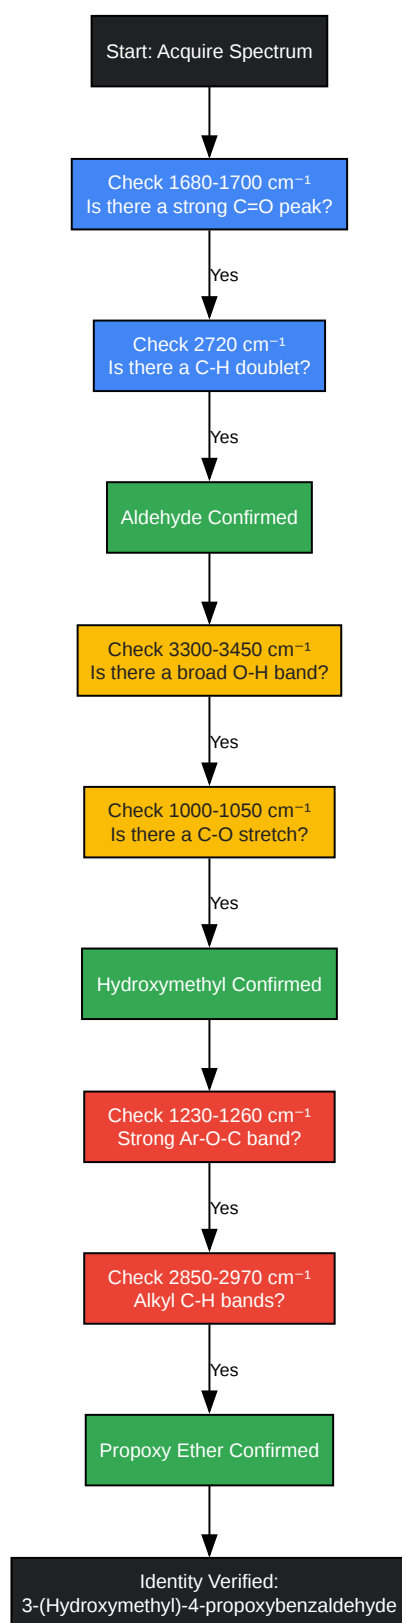 Start: Acquire Spectrum
Check 1680-1700 cm⁻¹
Is there a strong C=O peak?
Yes
Check 2720 cm⁻¹
Is there a C-H doublet?
Yes
Aldehyde Confirmed
Check 3300-3450 cm⁻¹
Is there a broad O-H band?
Yes
Check 1000-1050 cm⁻¹
Is there a C-O stretch?
Yes
Hydroxymethyl Confirmed
Check 1230-1260 cm⁻¹
Strong Ar-O-C band?
Yes
Check 2850-2970 cm⁻¹
Alkyl C-H bands?
Yes
Propoxy Ether Confirmed
Identity Verified:
3-(Hydroxymethyl)-4-propoxybenzaldehyde